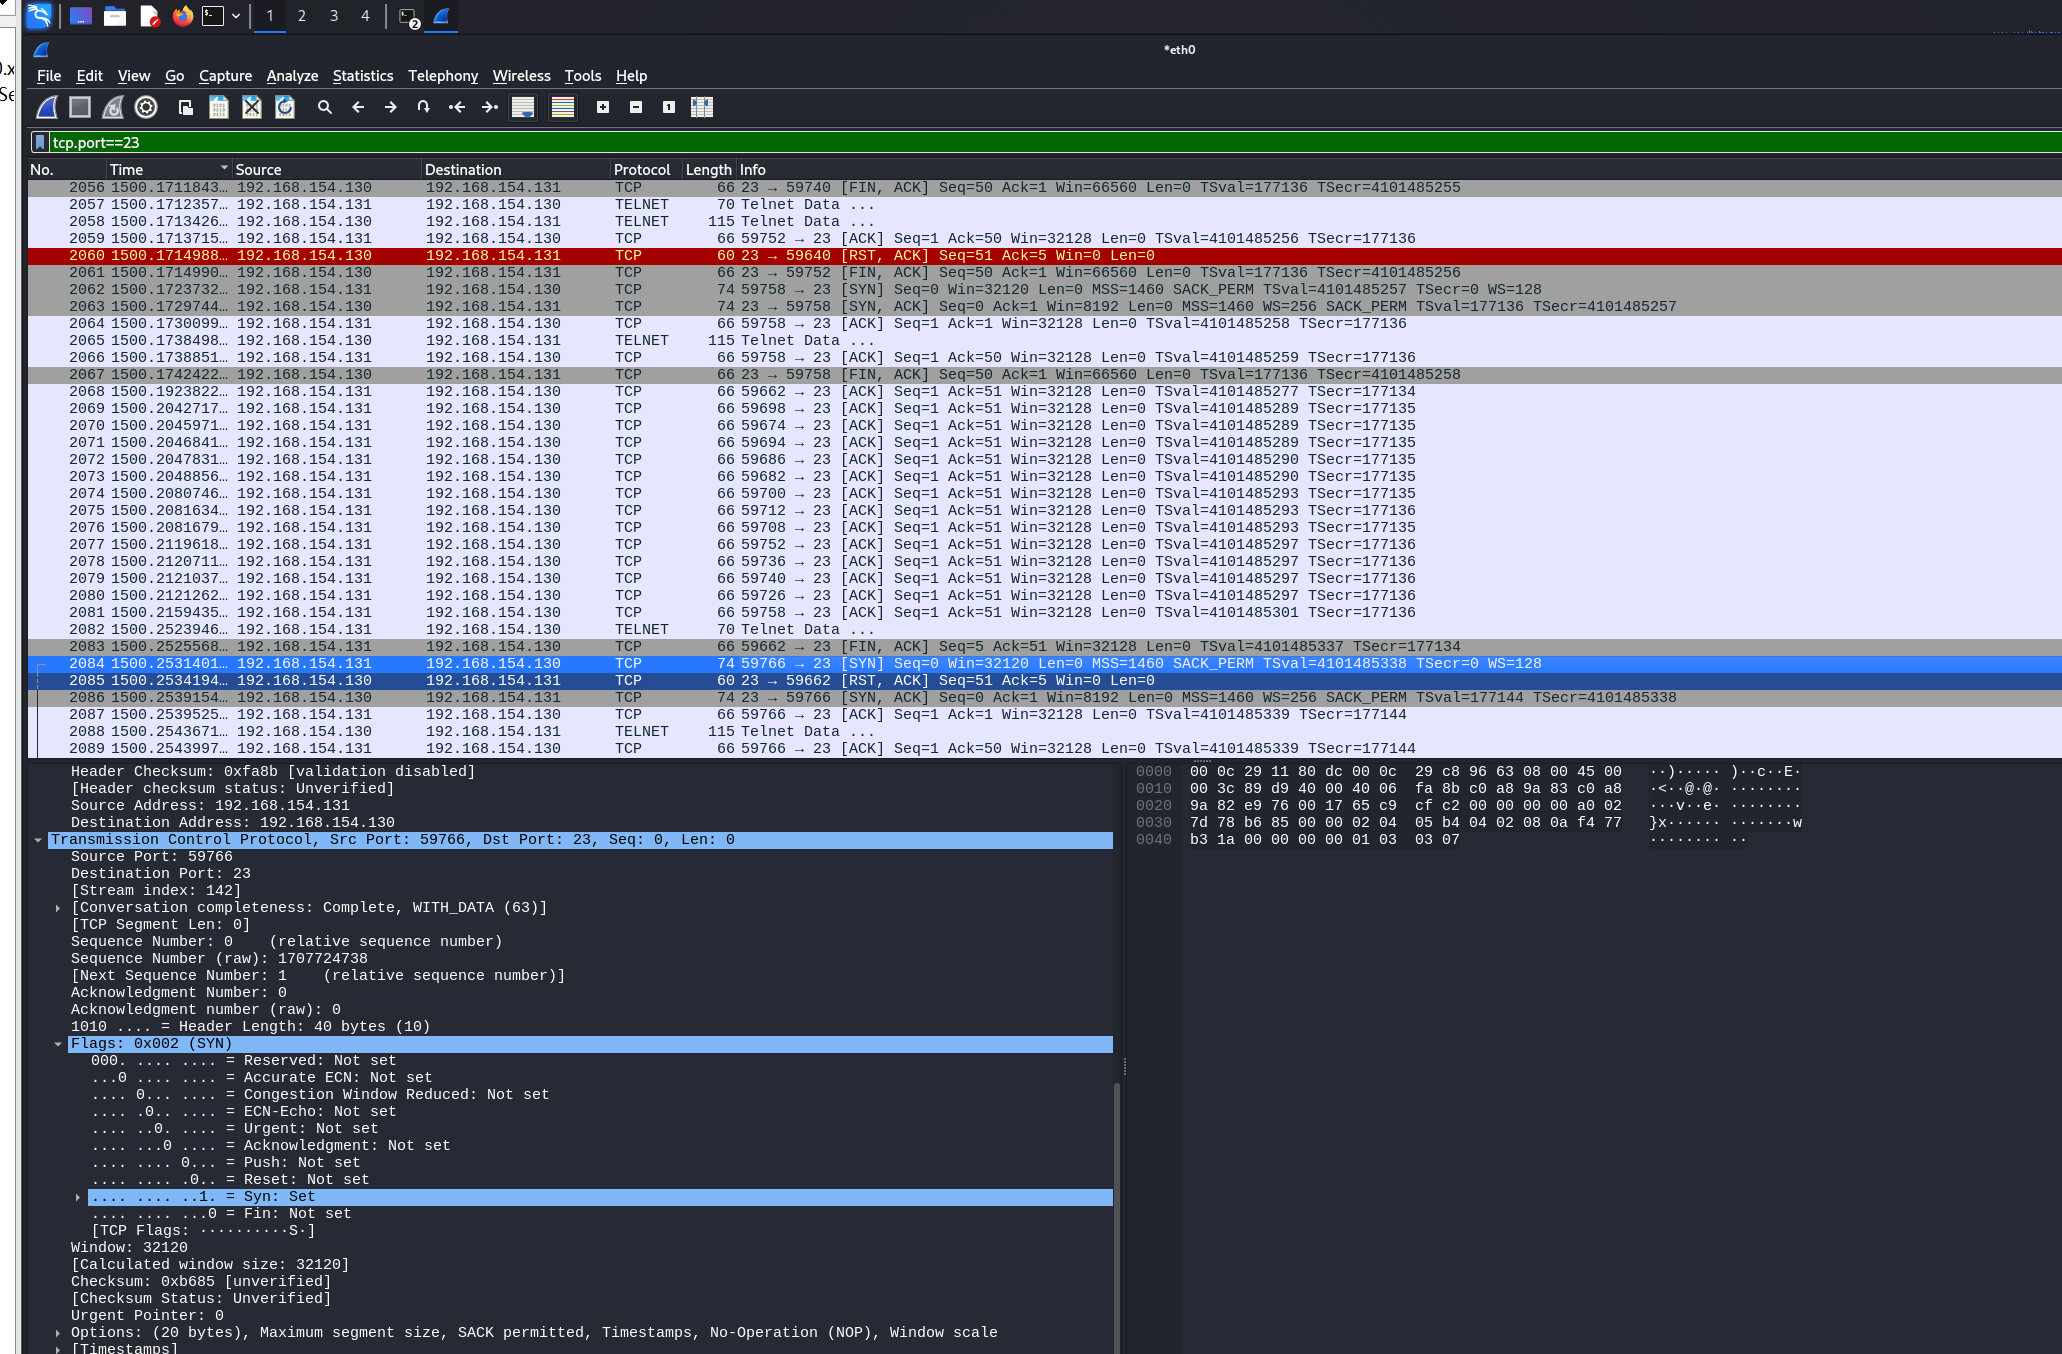 1 2 3 4 2
0.x
Se
*eth0
File Edit View Go Capture Analyze Statistics Telephony Wireless Tools Help
tcp.port==23
No. Time Source Destination Protocol Length Info
2056 1500.1711843… 192.168.154.130 192.168.154.131 TCP 66 23 → 59740 [FIN, ACK] Seq=50 Ack=1 Win=66560 Len=0 TSval=177136 TSecr=4101485255
2057 1500.1712357… 192.168.154.131 192.168.154.130 TELNET 70 Telnet Data ...
2058 1500.1713426… 192.168.154.130 192.168.154.131 TELNET 115 Telnet Data ...
2059 1500.1713715… 192.168.154.131 192.168.154.130 TCP 66 59752 → 23 [ACK] Seq=1 Ack=50 Win=32128 Len=0 TSval=4101485256 TSecr=177136
2060 1500.1714988… 192.168.154.130 192.168.154.131 TCP 60 23 → 59640 [RST, ACK] Seq=51 Ack=5 Win=0 Len=0
2061 1500.1714990… 192.168.154.130 192.168.154.131 TCP 66 23 → 59752 [FIN, ACK] Seq=50 Ack=1 Win=66560 Len=0 TSval=177136 TSecr=4101485256
2062 1500.1723732… 192.168.154.131 192.168.154.130 TCP 74 59758 → 23 [SYN] Seq=0 Win=32120 Len=0 MSS=1460 SACK_PERM TSval=4101485257 TSecr=0 WS=128
2063 1500.1729744… 192.168.154.130 192.168.154.131 TCP 74 23 → 59758 [SYN, ACK] Seq=0 Ack=1 Win=8192 Len=0 MSS=1460 WS=256 SACK_PERM TSval=177136 TSecr=4101485257
2064 1500.1730099… 192.168.154.131 192.168.154.130 TCP 66 59758 → 23 [ACK] Seq=1 Ack=1 Win=32128 Len=0 TSval=4101485258 TSecr=177136
2065 1500.1738498… 192.168.154.130 192.168.154.131 TELNET 115 Telnet Data ...
2066 1500.1738851… 192.168.154.131 192.168.154.130 TCP 66 59758 → 23 [ACK] Seq=1 Ack=50 Win=32128 Len=0 TSval=4101485259 TSecr=177136
2067 1500.1742422… 192.168.154.130 192.168.154.131 TCP 66 23 → 59758 [FIN, ACK] Seq=50 Ack=1 Win=66560 Len=0 TSval=177136 TSecr=4101485258
2068 1500.1923822… 192.168.154.131 192.168.154.130 TCP 66 59662 → 23 [ACK] Seq=1 Ack=51 Win=32128 Len=0 TSval=4101485277 TSecr=177134
2069 1500.2042717… 192.168.154.131 192.168.154.130 TCP 66 59698 → 23 [ACK] Seq=1 Ack=51 Win=32128 Len=0 TSval=4101485289 TSecr=177135
2070 1500.2045971… 192.168.154.131 192.168.154.130 TCP 66 59674 → 23 [ACK] Seq=1 Ack=51 Win=32128 Len=0 TSval=4101485289 TSecr=177135
2071 1500.2046841… 192.168.154.131 192.168.154.130 TCP 66 59694 → 23 [ACK] Seq=1 Ack=51 Win=32128 Len=0 TSval=4101485289 TSecr=177135
2072 1500.2047831… 192.168.154.131 192.168.154.130 TCP 66 59686 → 23 [ACK] Seq=1 Ack=51 Win=32128 Len=0 TSval=4101485290 TSecr=177135
2073 1500.2048856… 192.168.154.131 192.168.154.130 TCP 66 59682 → 23 [ACK] Seq=1 Ack=51 Win=32128 Len=0 TSval=4101485290 TSecr=177135
2074 1500.2080746… 192.168.154.131 192.168.154.130 TCP 66 59700 → 23 [ACK] Seq=1 Ack=51 Win=32128 Len=0 TSval=4101485293 TSecr=177135
2075 1500.2081634… 192.168.154.131 192.168.154.130 TCP 66 59712 → 23 [ACK] Seq=1 Ack=51 Win=32128 Len=0 TSval=4101485293 TSecr=177136
2076 1500.2081679… 192.168.154.131 192.168.154.130 TCP 66 59708 → 23 [ACK] Seq=1 Ack=51 Win=32128 Len=0 TSval=4101485293 TSecr=177135
2077 1500.2119618… 192.168.154.131 192.168.154.130 TCP 66 59752 → 23 [ACK] Seq=1 Ack=51 Win=32128 Len=0 TSval=4101485297 TSecr=177136
2078 1500.2120711… 192.168.154.131 192.168.154.130 TCP 66 59736 → 23 [ACK] Seq=1 Ack=51 Win=32128 Len=0 TSval=4101485297 TSecr=177136
2079 1500.2121037… 192.168.154.131 192.168.154.130 TCP 66 59740 → 23 [ACK] Seq=1 Ack=51 Win=32128 Len=0 TSval=4101485297 TSecr=177136
2080 1500.2121262… 192.168.154.131 192.168.154.130 TCP 66 59726 → 23 [ACK] Seq=1 Ack=51 Win=32128 Len=0 TSval=4101485297 TSecr=177136
2081 1500.2159435… 192.168.154.131 192.168.154.130 TCP 66 59758 → 23 [ACK] Seq=1 Ack=51 Win=32128 Len=0 TSval=4101485301 TSecr=177136
2082 1500.2523946… 192.168.154.131 192.168.154.130 TELNET 70 Telnet Data ...
2083 1500.2525568… 192.168.154.131 192.168.154.130 TCP 66 59662 → 23 [FIN, ACK] Seq=5 Ack=51 Win=32128 Len=0 TSval=4101485337 TSecr=177134
2084 1500.2531401… 192.168.154.131 192.168.154.130 TCP 74 59766 → 23 [SYN] Seq=0 Win=32120 Len=0 MSS=1460 SACK_PERM TSval=4101485338 TSecr=0 WS=128
2085 1500.2534194… 192.168.154.130 192.168.154.131 TCP 60 23 → 59662 [RST, ACK] Seq=51 Ack=5 Win=0 Len=0
2086 1500.2539154… 192.168.154.130 192.168.154.131 TCP 74 23 → 59766 [SYN, ACK] Seq=0 Ack=1 Win=8192 Len=0 MSS=1460 WS=256 SACK_PERM TSval=177144 TSecr=4101485338
2087 1500.2539525… 192.168.154.131 192.168.154.130 TCP 66 59766 → 23 [ACK] Seq=1 Ack=1 Win=32128 Len=0 TSval=4101485339 TSecr=177144
2088 1500.2543671… 192.168.154.130 192.168.154.131 TELNET 115 Telnet Data ...
2089 1500.2543997… 192.168.154.131 192.168.154.130 TCP 66 59766 → 23 [ACK] Seq=1 Ack=50 Win=32128 Len=0 TSval=4101485339 TSecr=177144
Header Checksum: 0xfa8b [validation disabled]
[Header checksum status: Unverified]
Source Address: 192.168.154.131
Destination Address: 192.168.154.130
Transmission Control Protocol, Src Port: 59766, Dst Port: 23, Seq: 0, Len: 0
Source Port: 59766
Destination Port: 23
[Stream index: 142]
[Conversation completeness: Complete, WITH_DATA (63)]
[TCP Segment Len: 0]
Sequence Number: 0 (relative sequence number)
Sequence Number (raw): 1707724738
[Next Sequence Number: 1 (relative sequence number)]
Acknowledgment Number: 0
Acknowledgment number (raw): 0
1010 .... = Header Length: 40 bytes (10)
Flags: 0x002 (SYN)
000. .... .... = Reserved: Not set
...0 .... .... = Accurate ECN: Not set
.... 0... .... = Congestion Window Reduced: Not set
.... .0.. .... = ECN-Echo: Not set
.... ..0. .... = Urgent: Not set
.... ...0 .... = Acknowledgment: Not set
.... .... 0... = Push: Not set
.... .... .0.. = Reset: Not set
.... .... ..1. = Syn: Set
.... .... ...0 = Fin: Not set
[TCP Flags: ··········S·]
Window: 32120
[Calculated window size: 32120]
Checksum: 0xb685 [unverified]
[Checksum Status: Unverified]
Urgent Pointer: 0
Options: (20 bytes), Maximum segment size, SACK permitted, Timestamps, No-Operation (NOP), Window scale
[Timestamps]
0000 00 0c 29 11 80 dc 00 0c 29 c8 96 63 08 00 45 00 ··)····· )··c··E·
0010 00 3c 89 d9 40 00 40 06 fa 8b c0 a8 9a 83 c0 a8 ·<··@·@· ········
0020 9a 82 e9 76 00 17 65 c9 cf c2 00 00 00 00 a0 02 ···v··e· ········
0030 7d 78 b6 85 00 00 02 04 05 b4 04 02 08 0a f4 77 }x······ ·······w
0040 b3 1a 00 00 00 00 01 03 03 07 ········ ··